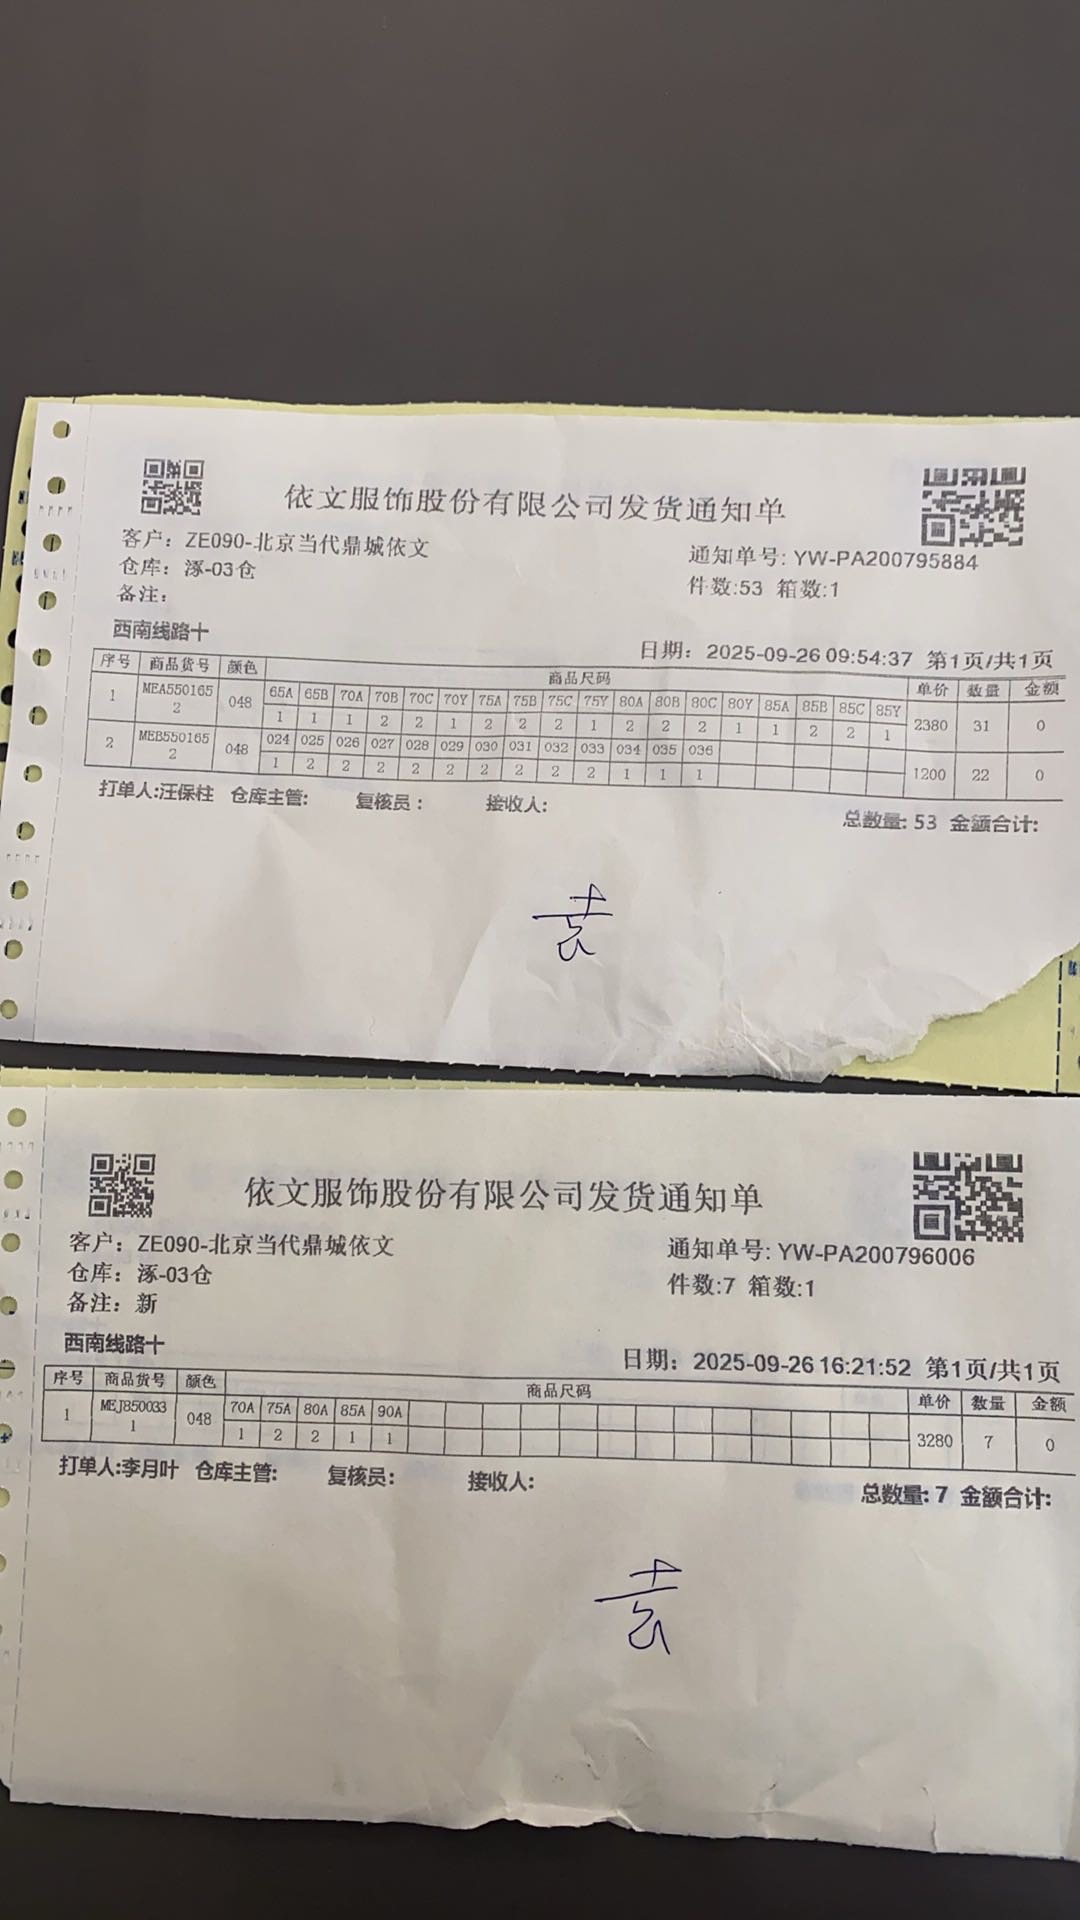 依文服饰股份有限公司发货通知单
客户：ZE090-北京当代鼎城依文
通知单号: YW-PA200795884
仓库：涿-03仓
件数:53 箱数:1
备注：
西南线路十
日期：2025-09-26 09:54:37 第1页/共1页
序号 商品货号 颜色 商品尺码 单价 数量 金额
1 MEA5501652 048 65A 65B 70A 70B 70C 70Y 75A 75B 75C 75Y 80A 80B 80C 80Y 85A 85B 85C 85Y 2380 31 0
1 1 1 2 2 1 2 2 2 1 2 2 2 1 1 2 2 1
2 MEB5501652 048 024 025 026 027 028 029 030 031 032 033 034 035 036 1200 22 0
1 2 2 2 2 2 2 2 2 2 1 1 1
打单人:汪保柱 仓库主管: 复核员： 接收人:
总数量: 53 金额合计:
依文服饰股份有限公司发货通知单
客户：ZE090-北京当代鼎城依文
通知单号: YW-PA200796006
仓库：涿-03仓
件数:7 箱数:1
备注：新
西南线路十
日期：2025-09-26 16:21:52 第1页/共1页
序号 商品货号 颜色 商品尺码 单价 数量 金额
1 MEJ8500331 048 70A 75A 80A 85A 90A 3280 7 0
1 2 2 1 1
打单人:李月叶 仓库主管: 复核员: 接收人:
总数量: 7 金额合计: